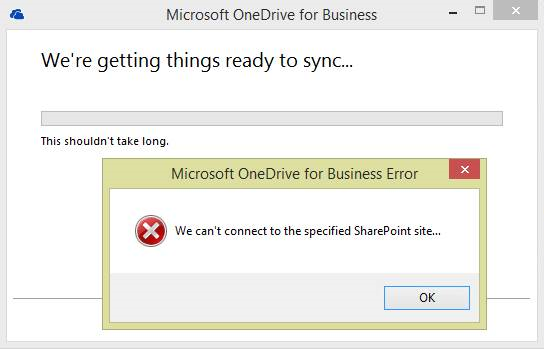 Microsoft OneDrive for Business
We're getting things ready to sync...
This shouldn't take long.
Microsoft OneDrive for Business Error
We can't connect to the specified SharePoint site...
OK